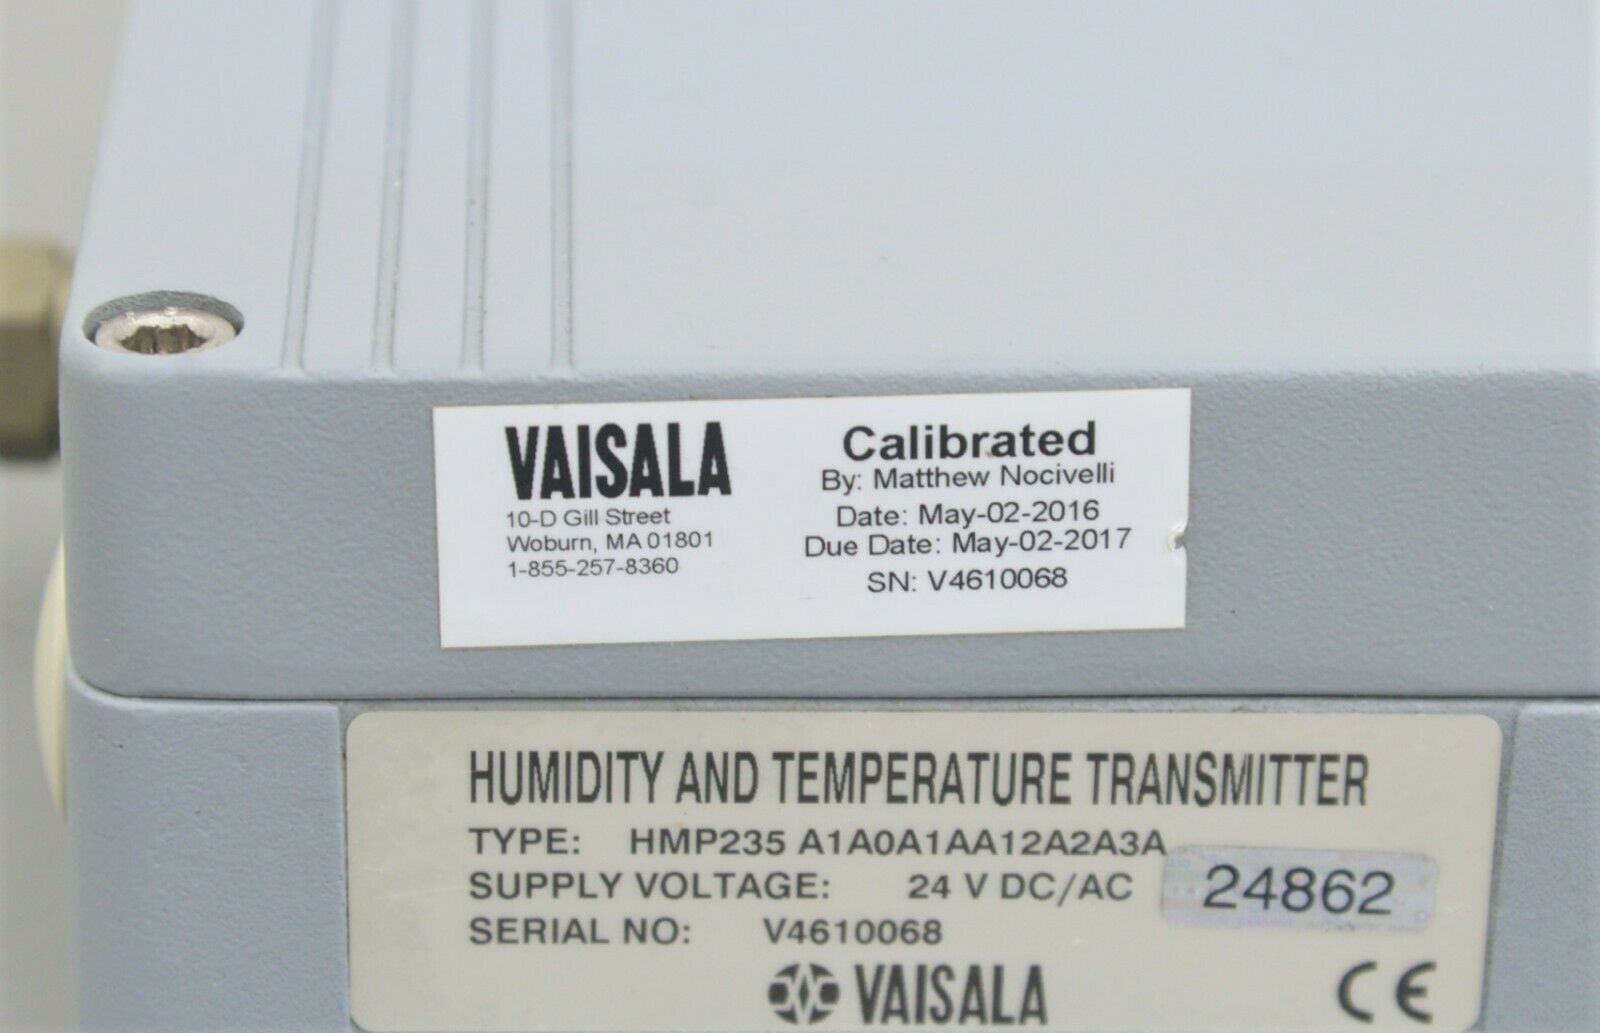 VAISALA
10-D Gill Street
Woburn, MA 01801
1-855-257-8360
Calibrated
By: Matthew Nocivelli
Date: May-02-2016
Due Date: May-02-2017
SN: V4610068
HUMIDITY AND TEMPERATURE TRANSMITTER
TYPE: HMP235 A1A0A1AA12A2A3A
SUPPLY VOLTAGE: 24 V DC/AC
24862
SERIAL NO: V4610068
VAISALA
CE